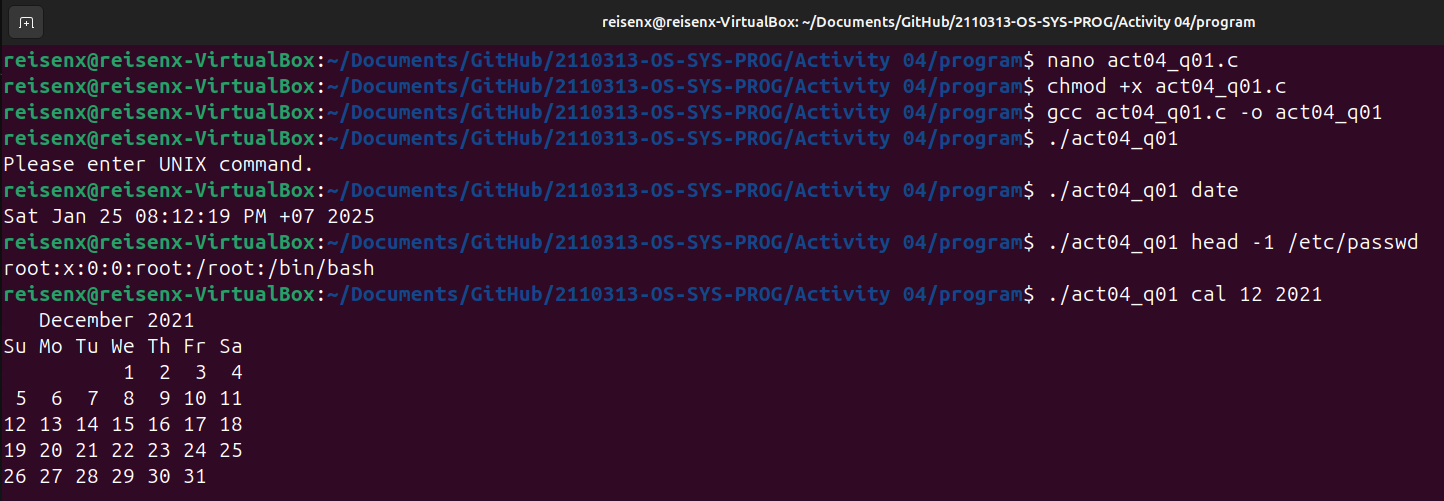 reisenx@reisenx-VirtualBox: ~/Documents/GitHub/2110313-OS-SYS-PROG/Activity 04/program
reisenx@reisenx-VirtualBox:~/Documents/GitHub/2110313-OS-SYS-PROG/Activity 04/program$ nano act04_q01.c
reisenx@reisenx-VirtualBox:~/Documents/GitHub/2110313-OS-SYS-PROG/Activity 04/program$ chmod +x act04_q01.c
reisenx@reisenx-VirtualBox:~/Documents/GitHub/2110313-OS-SYS-PROG/Activity 04/program$ gcc act04_q01.c -o act04_q01
reisenx@reisenx-VirtualBox:~/Documents/GitHub/2110313-OS-SYS-PROG/Activity 04/program$ ./act04_q01
Please enter UNIX command.
reisenx@reisenx-VirtualBox:~/Documents/GitHub/2110313-OS-SYS-PROG/Activity 04/program$ ./act04_q01 date
Sat Jan 25 08:12:19 PM +07 2025
reisenx@reisenx-VirtualBox:~/Documents/GitHub/2110313-OS-SYS-PROG/Activity 04/program$ ./act04_q01 head -1 /etc/passwd
root:x:0:0:root:/root:/bin/bash
reisenx@reisenx-VirtualBox:~/Documents/GitHub/2110313-OS-SYS-PROG/Activity 04/program$ ./act04_q01 cal 12 2021
   December 2021
Su Mo Tu We Th Fr Sa
          1  2  3  4
 5  6  7  8  9 10 11
12 13 14 15 16 17 18
19 20 21 22 23 24 25
26 27 28 29 30 31